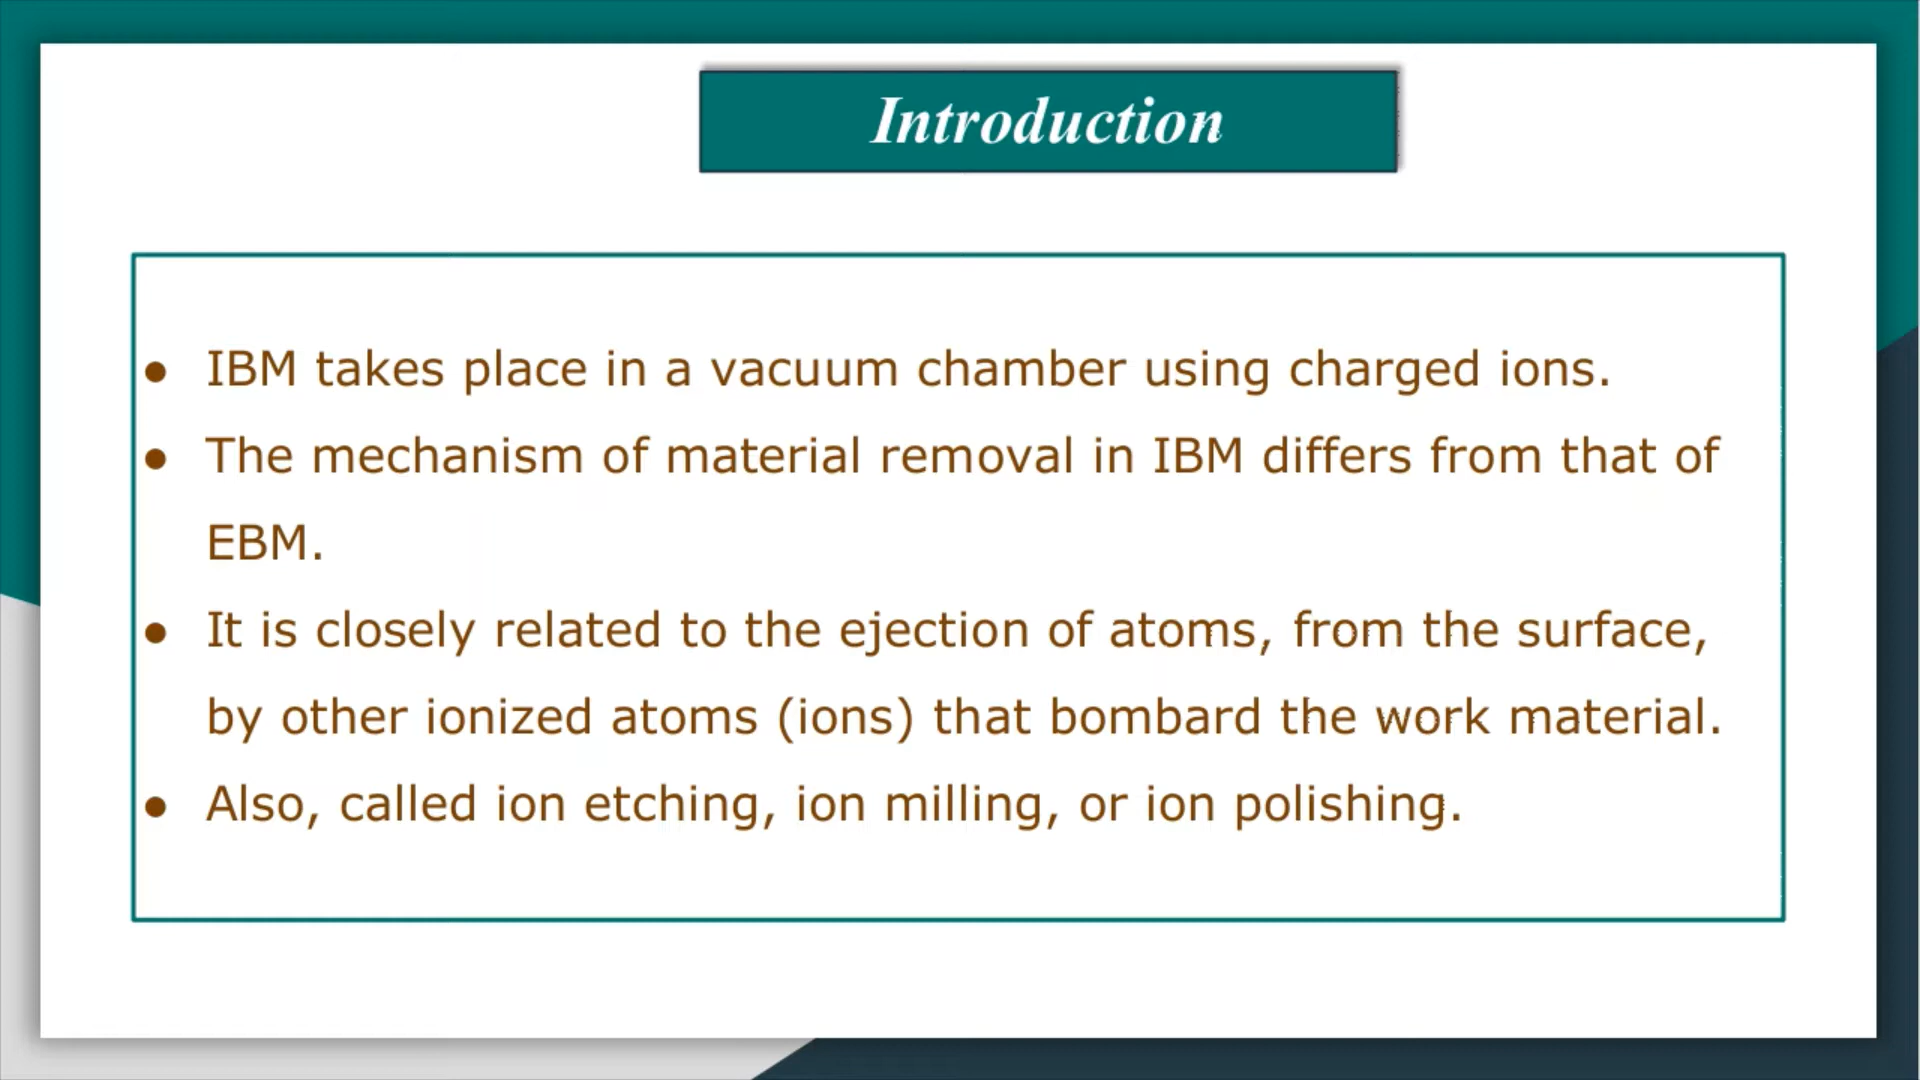 Introduction
● IBM takes place in a vacuum chamber using charged ions.
● The mechanism of material removal in IBM differs from that of
EBM.
● It is closely related to the ejection of atoms, from the surface,
by other ionized atoms (ions) that bombard the work material.
● Also, called ion etching, ion milling, or ion polishing.